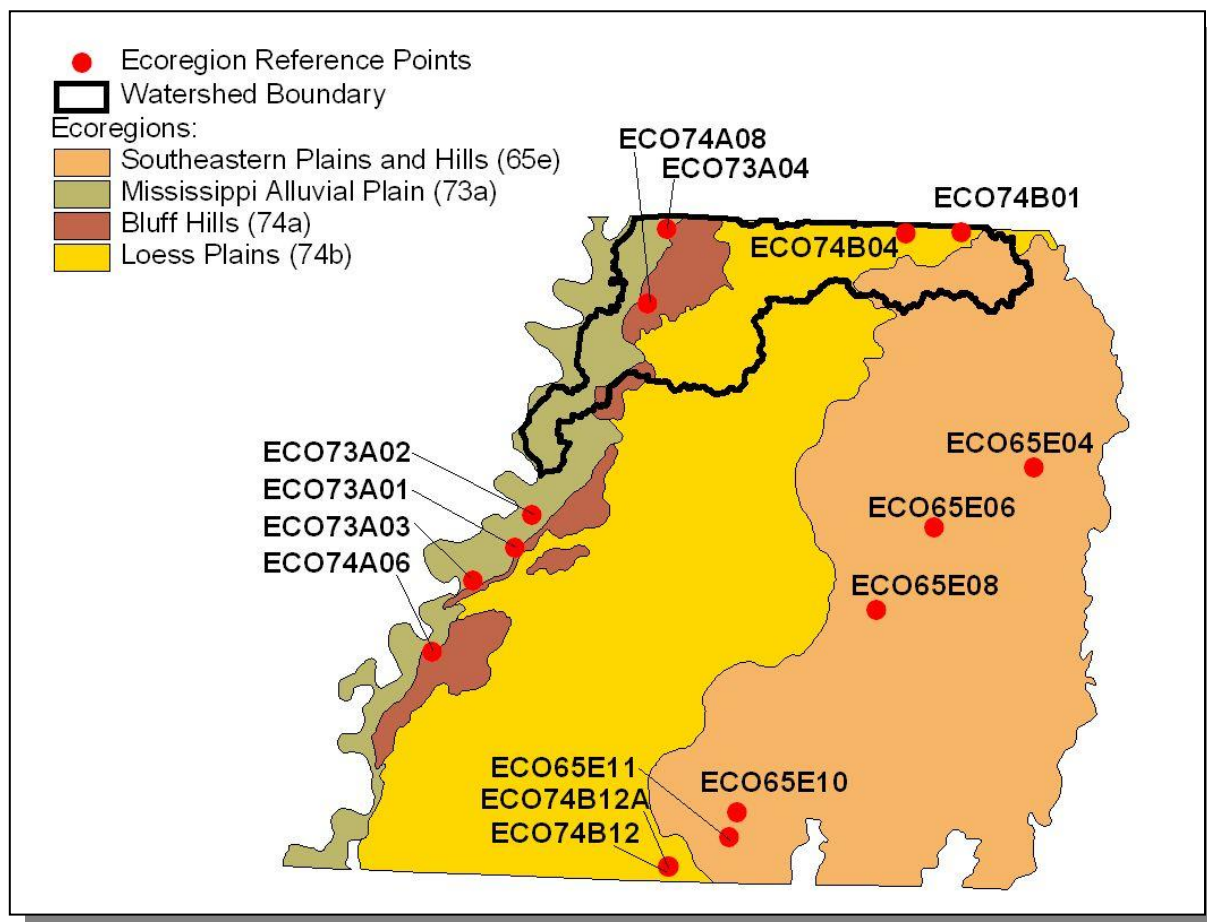 Ecoregion Reference Points
Watershed Boundary
Ecoregions:
Southeastern Plains and Hills (65e)
Mississippi Alluvial Plain (73a)
Bluff Hills (74a)
Loess Plains (74b)
ECO74A08
ECO73A04
ECO74B01
ECO74B04
ECO73A02
ECO73A01
ECO73A03
ECO74A06
ECO65E04
ECO65E06
ECO65E08
ECO65E11
ECO65E10
ECO74B12A
ECO74B12